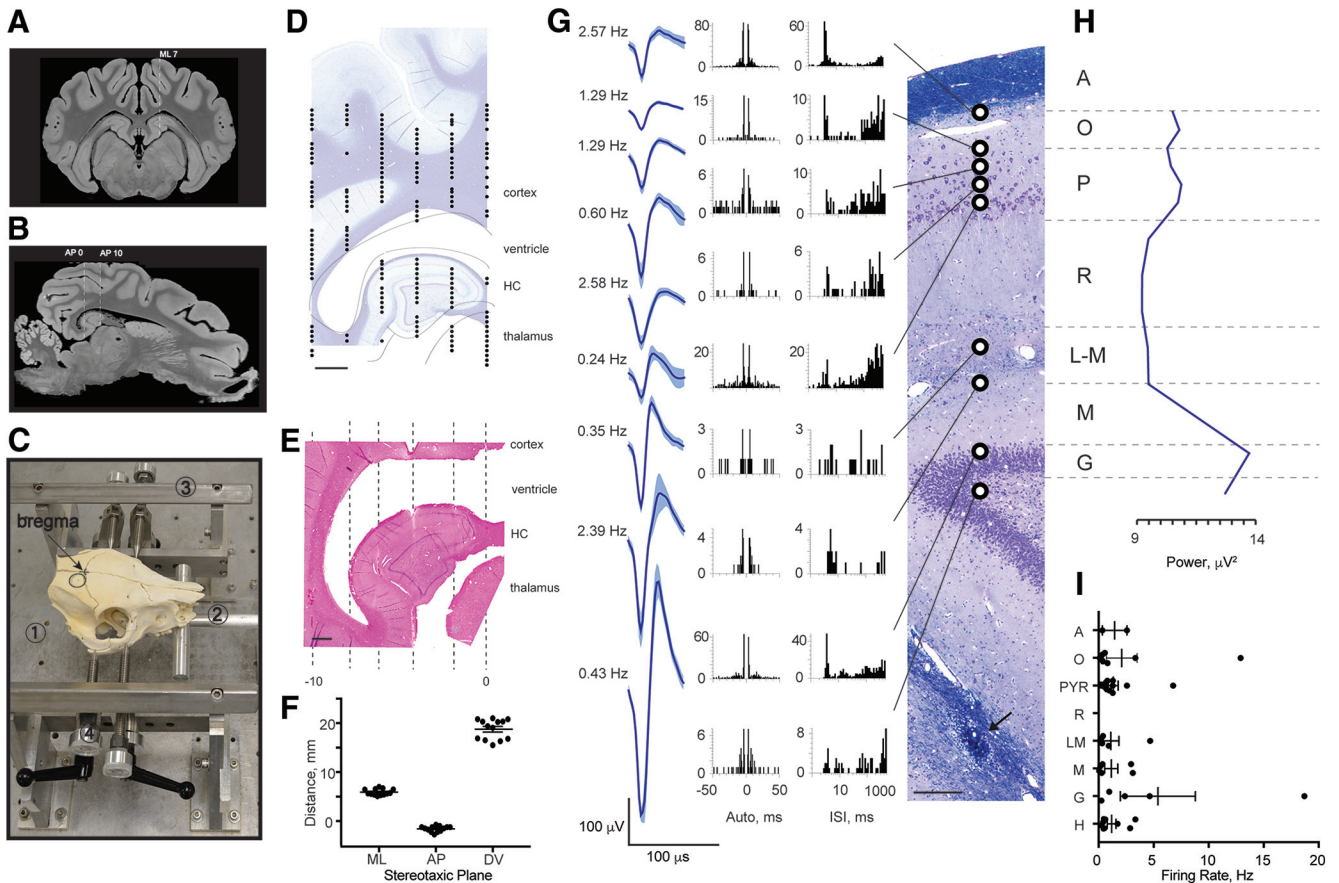 A
ML 7
B
AP 0 AP 10
C
bregma
1
2
3
4
D
cortex
ventricle
HC
thalamus
E
cortex
ventricle
HC
thalamus
-10 0
F
Distance, mm
20
10
0
ML AP DV
Stereotaxic Plane
G
2.57 Hz
1.29 Hz
1.29 Hz
0.60 Hz
2.58 Hz
0.24 Hz
0.35 Hz
2.39 Hz
0.43 Hz
100 µV
100 µs
80 0 60 0
15 0 10 0
6 0 10 0
6 0 6 0
20 0 20 0
3 0 3 0
4 0 4 0
60 0 40 0
6 0 8 0
-50 0 50 10 1000
Auto, ms ISI, ms
H
A
O
P
R
L-M
M
G
9 14
Power, µV²
I
A
O
PYR
R
LM
M
G
H
0 5 10 15 20
Firing Rate, Hz